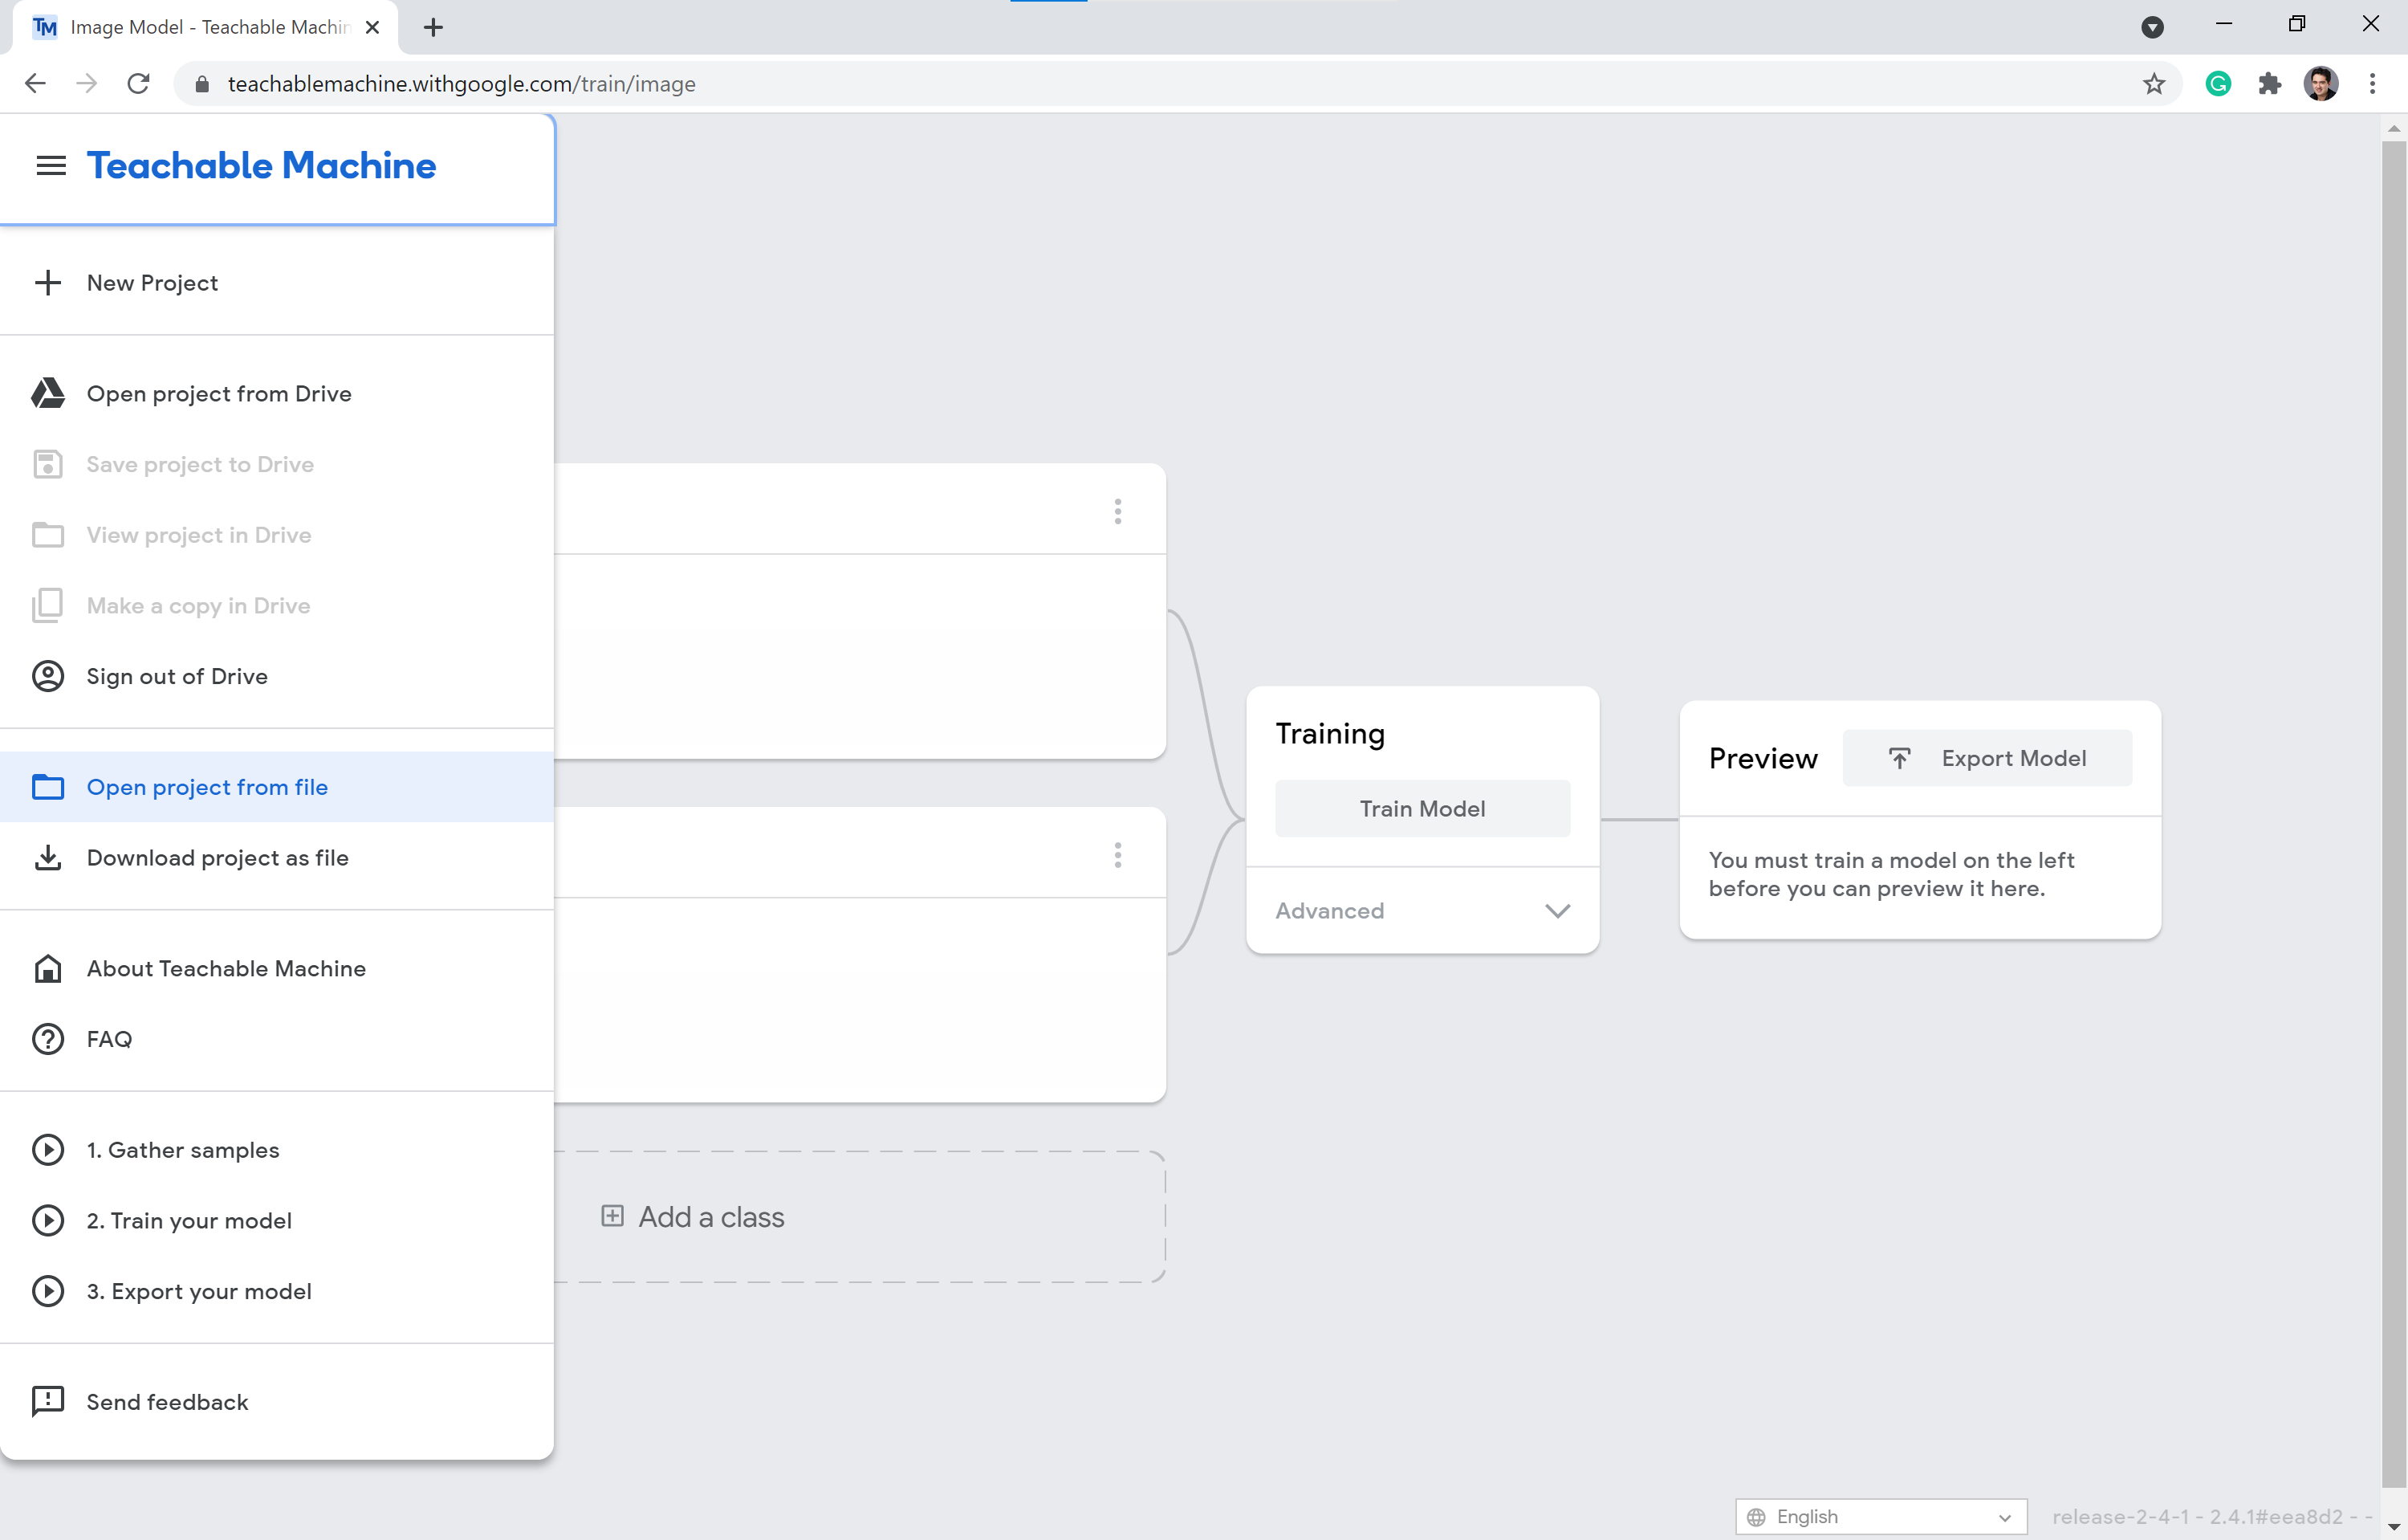 TM Image Model - Teachable Machin
teachablemachine.withgoogle.com/train/image
Teachable Machine
New Project
Open project from Drive
Save project to Drive
View project in Drive
Make a copy in Drive
Sign out of Drive
Open project from file
Download project as file
About Teachable Machine
FAQ
1. Gather samples
2. Train your model
3. Export your model
Send feedback
Add a class
Training
Train Model
Advanced
Preview
Export Model
You must train a model on the left
before you can preview it here.
English
release-2-4-1 - 2.4.1#eea8d2 - -